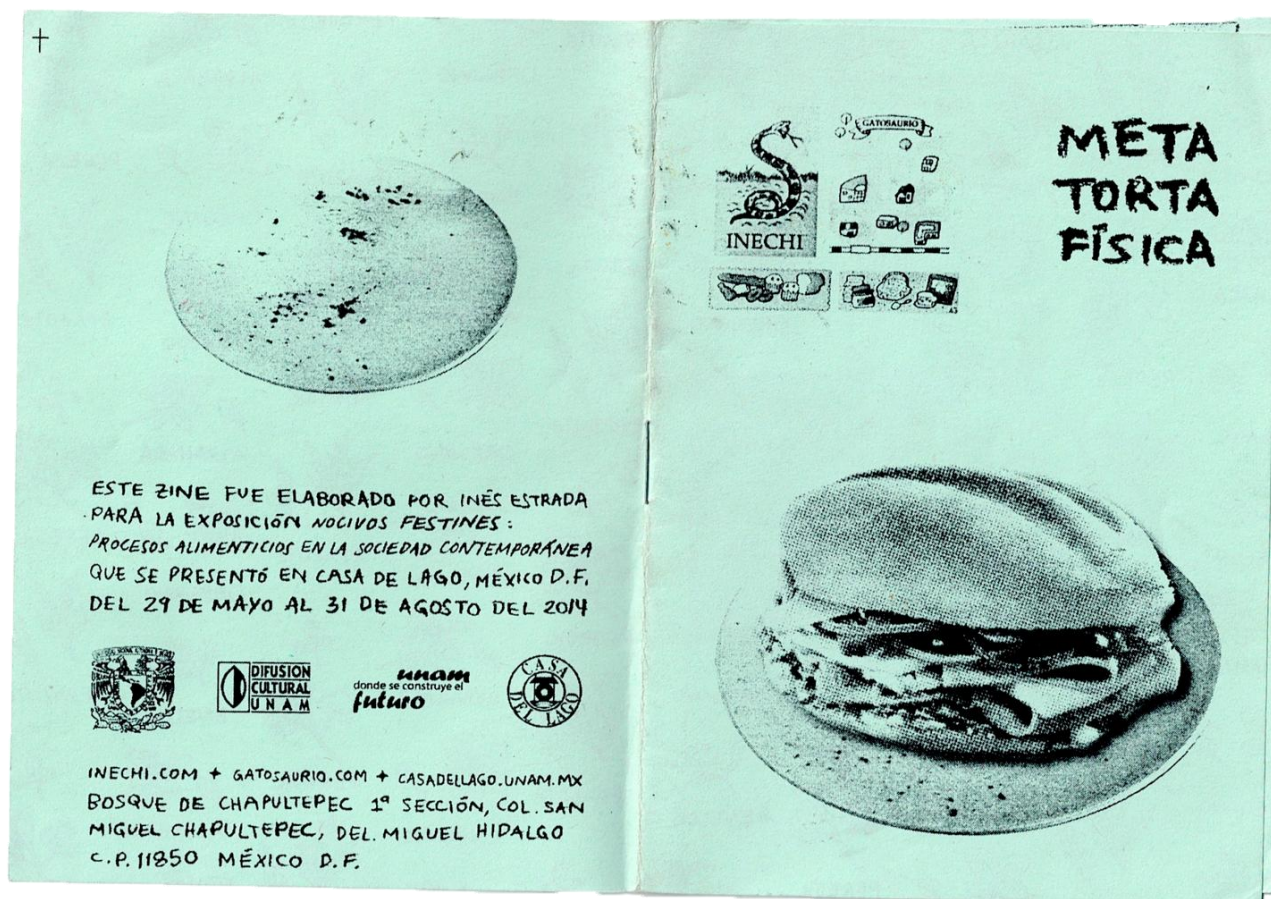 ESTE ZINE FUE ELABORADO POR INÉS ESTRADA
PARA LA EXPOSICIÓN NOCIVOS FESTINES:
PROCESOS ALIMENTICIOS EN LA SOCIEDAD CONTEMPORÁNEA
QUE SE PRESENTÓ EN CASA DE LAGO, MÉXICO D.F.
DEL 29 DE MAYO AL 31 DE AGOSTO DEL 2014
DIFUSION
CULTURAL
UNAM
unam
donde se construye el
futuro
CASA
DEL LAGO
INECHI.COM + GATOSAURIO.COM + CASADELLAGO.UNAM.MX
BOSQUE DE CHAPULTEPEC 1ª SECCIÓN, COL. SAN
MIGUEL CHAPULTEPEC, DEL. MIGUEL HIDALGO
C.P. 11850 MÉXICO D.F.
INECHI
GATOSAURIO
META
TORTA
FÍSICA